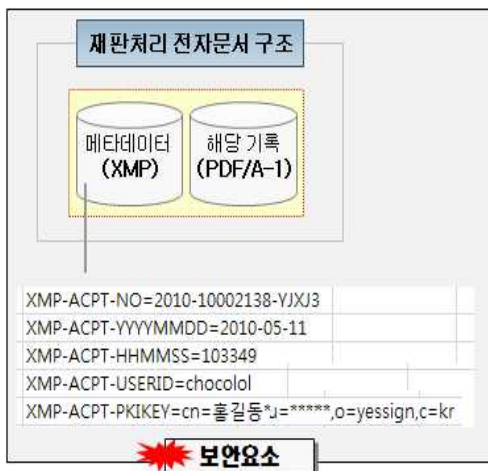 재판처리 전자문서 구조
메타데이터
(XMP)
해당 기록
(PDF/A-1)
XMP-ACPT-NO=2010-10002138-YJXJ3
XMP-ACPT-YYYYMMDD=2010-05-11
XMP-ACPT-HHMMSS=103349
XMP-ACPT-USERID=chocolol
XMP-ACPT-PKIKEY=cn=홍길동*u=*****,o=yessign,c=kr
보안요소